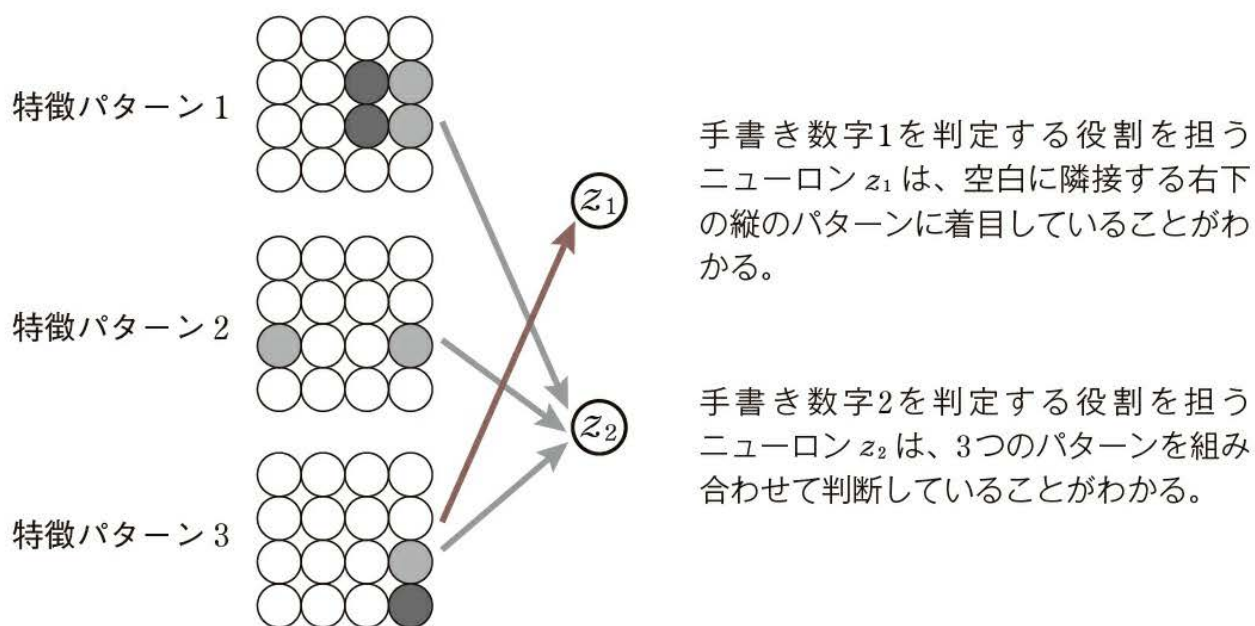 特徴パターン1
手書き数字1を判定する役割を担う
ニューロン z₁ は、空白に隣接する右下
の縦のパターンに着目していることがわ
かる。
z₁
特徴パターン2
手書き数字2を判定する役割を担う
ニューロン z₂ は、3つのパターンを組み
合わせて判断していることがわかる。
z₂
特徴パターン3